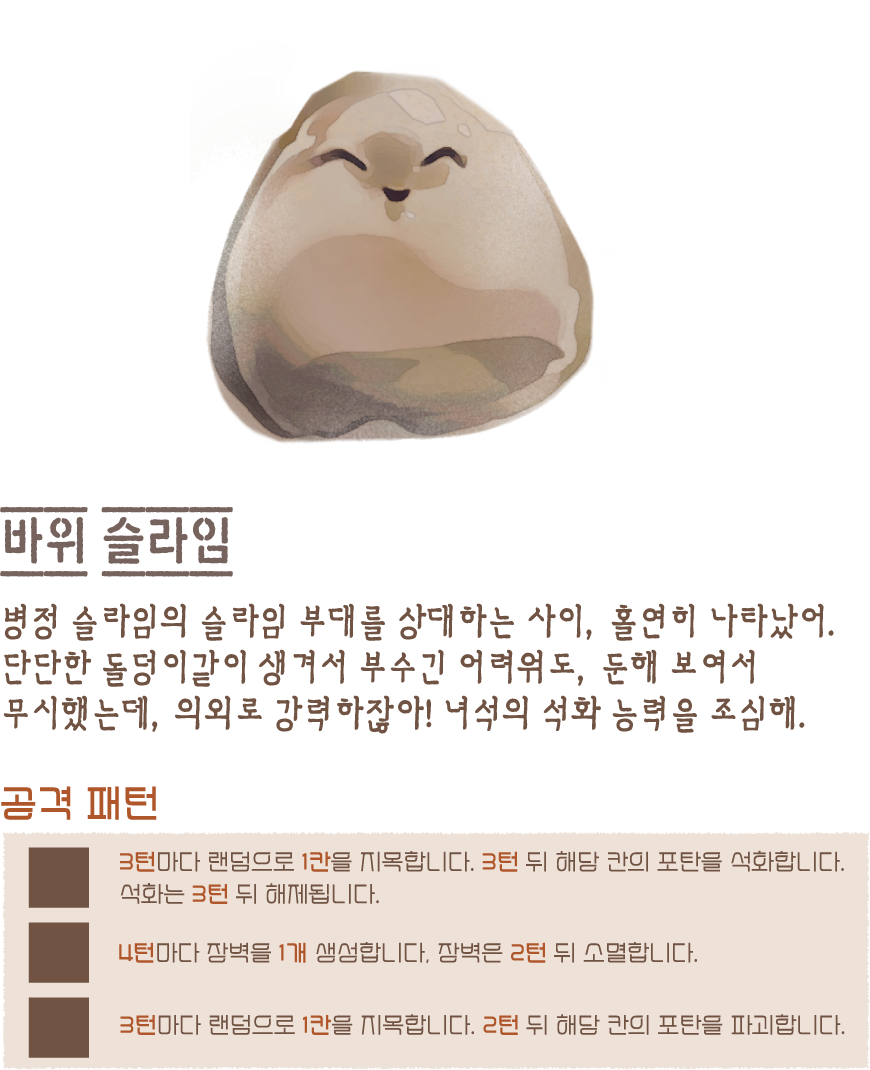 바위 슬라임
병정 슬라임의 슬라임 부대를 상대하는 사이, 홀연히 나타났어.
단단한 돌덩이같이 생겨서 부수긴 어려워도, 둔해 보여서
무시했는데, 의외로 강력하잖아! 녀석의 석화 능력을 조심해.
공격 패턴
3턴마다 랜덤으로 1칸을 지목합니다. 3턴 뒤 해당 칸의 포탄을 석화합니다.
석화는 3턴 뒤 해제됩니다.
4턴마다 장벽을 1개 생성합니다, 장벽은 2턴 뒤 소멸합니다.
3턴마다 랜덤으로 1칸을 지목합니다. 2턴 뒤 해당 칸의 포탄을 파괴합니다.